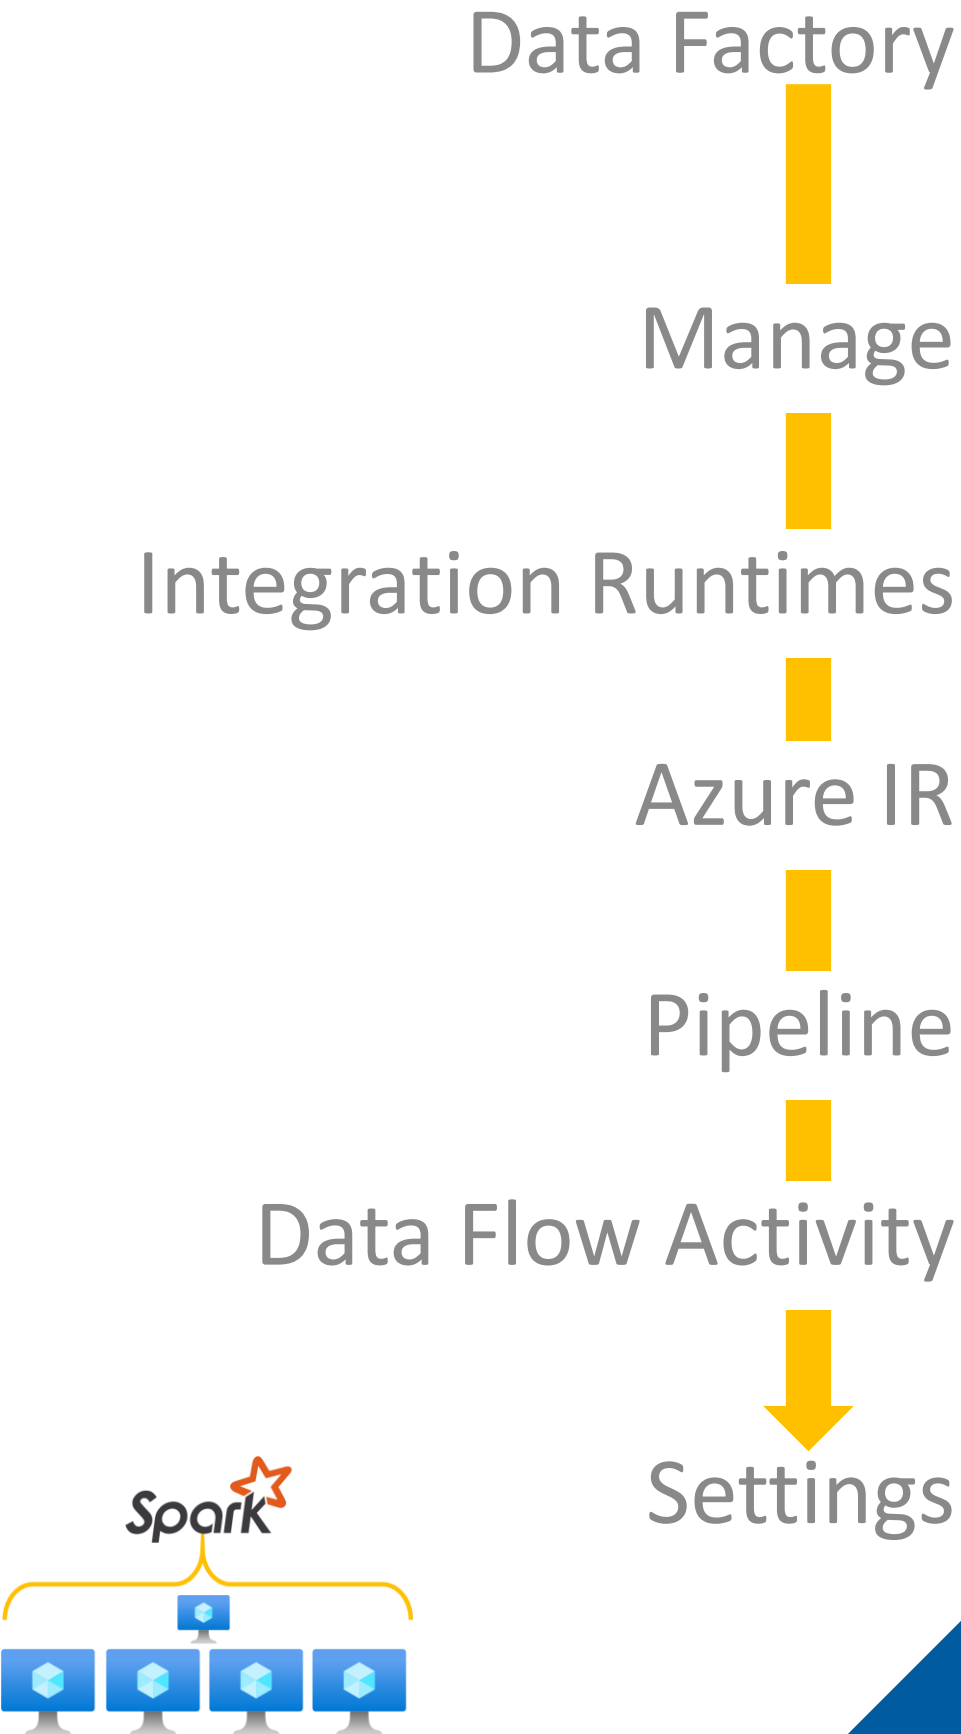 Data Factory
Manage
Integration Runtimes
Azure IR
Pipeline
Data Flow Activity
Settings
Spark